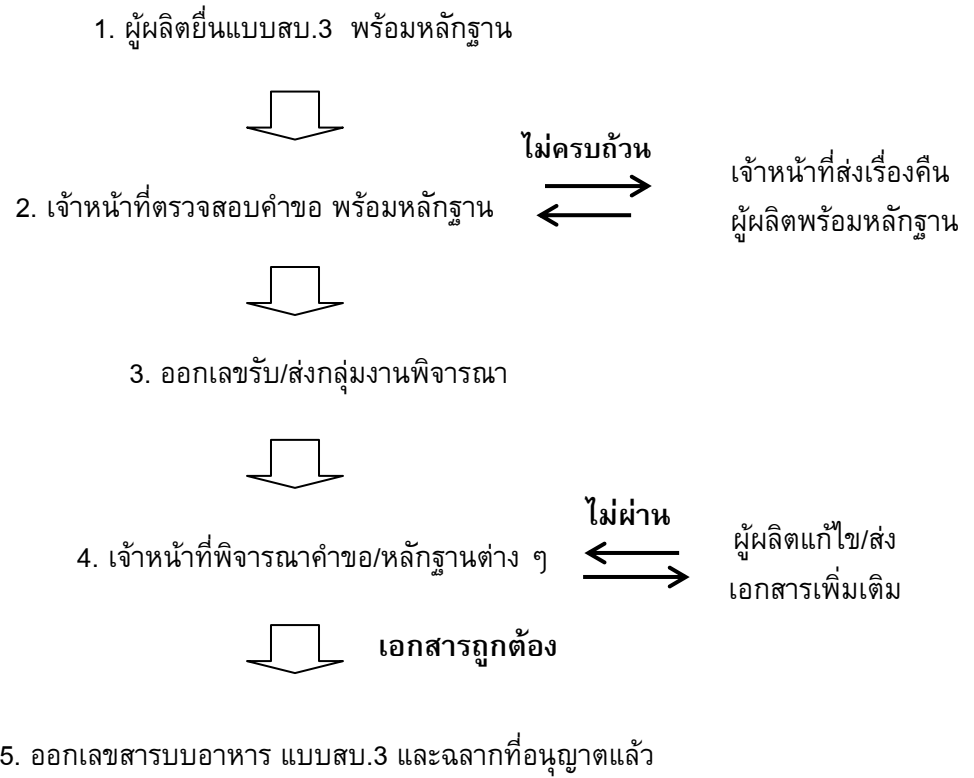 1. ผู้ผลิตยื่นแบบสบ.3 พร้อมหลักฐาน
ไม่ครบถ้วน
2. เจ้าหน้าที่ตรวจสอบคำขอ พร้อมหลักฐาน
เจ้าหน้าที่ส่งเรื่องคืน
ผู้ผลิตพร้อมหลักฐาน
3. ออกเลขรับ/ส่งกลุ่มงานพิจารณา
ไม่ผ่าน
4. เจ้าหน้าที่พิจารณาคำขอ/หลักฐานต่าง ๆ
ผู้ผลิตแก้ไข/ส่ง
เอกสารเพิ่มเติม
เอกสารถูกต้อง
5. ออกเลขสารบบอาหาร แบบสบ.3 และฉลากที่อนุญาตแล้ว